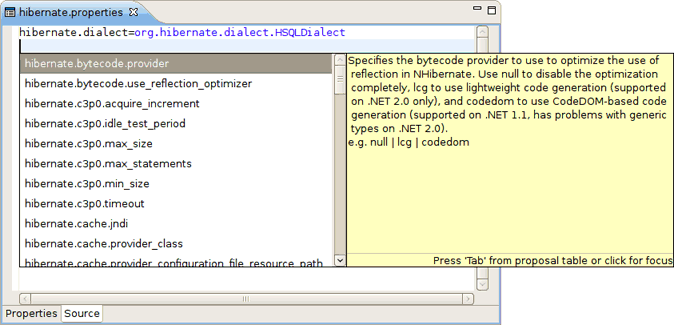 hibernate.properties
hibernate.dialect=org.hibernate.dialect.HSQLDialect
hibernate.bytecode.provider
hibernate.bytecode.use_reflection_optimizer
hibernate.c3p0.acquire_increment
hibernate.c3p0.idle_test_period
hibernate.c3p0.max_size
hibernate.c3p0.max_statements
hibernate.c3p0.min_size
hibernate.c3p0.timeout
hibernate.cache.jndi
hibernate.cache.provider_class
hibernate.cache.provider_configuration_file_resource_path
Specifies the bytecode provider to use to optimize the use of
reflection in NHibernate. Use null to disable the optimization
completely, lcg to use lightweight code generation (supported
on .NET 2.0 only), and codedom to use CodeDOM-based code
generation (supported on .NET 1.1, has problems with generic
types on .NET 2.0).
e.g. null | lcg | codedom
Press 'Tab' from proposal table or click for focus
Properties
Source